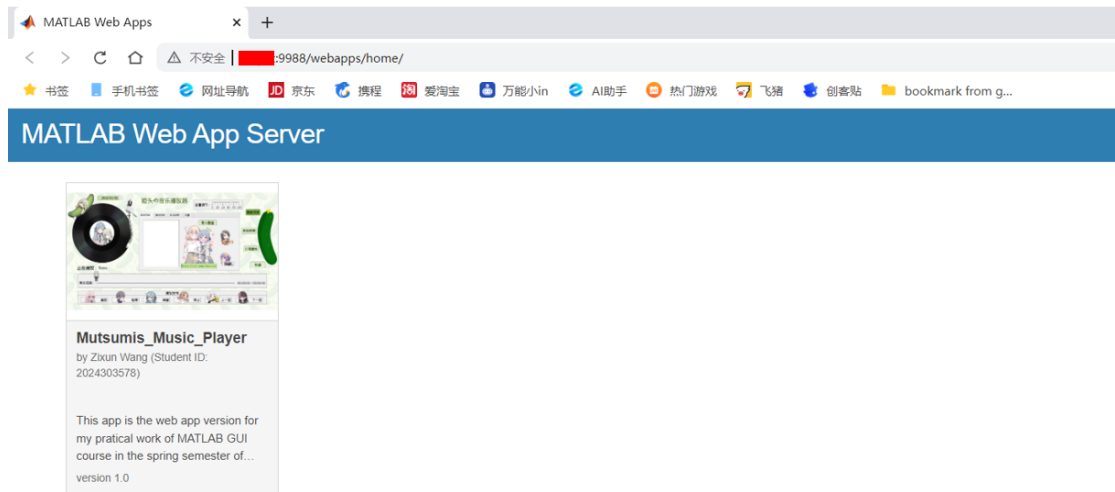 MATLAB Web Apps
不安全 :9988/webapps/home/
书签 手机书签 网址导航 JD 京东 携程 淘 爱淘宝 万能小in AI助手 热门游戏 飞猪 创客贴 bookmark from g...
MATLAB Web App Server
Mutsumis_Music_Player
by Zixun Wang (Student ID:
2024303578)
This app is the web app version for
my pratical work of MATLAB GUI
course in the spring semester of...
version 1.0